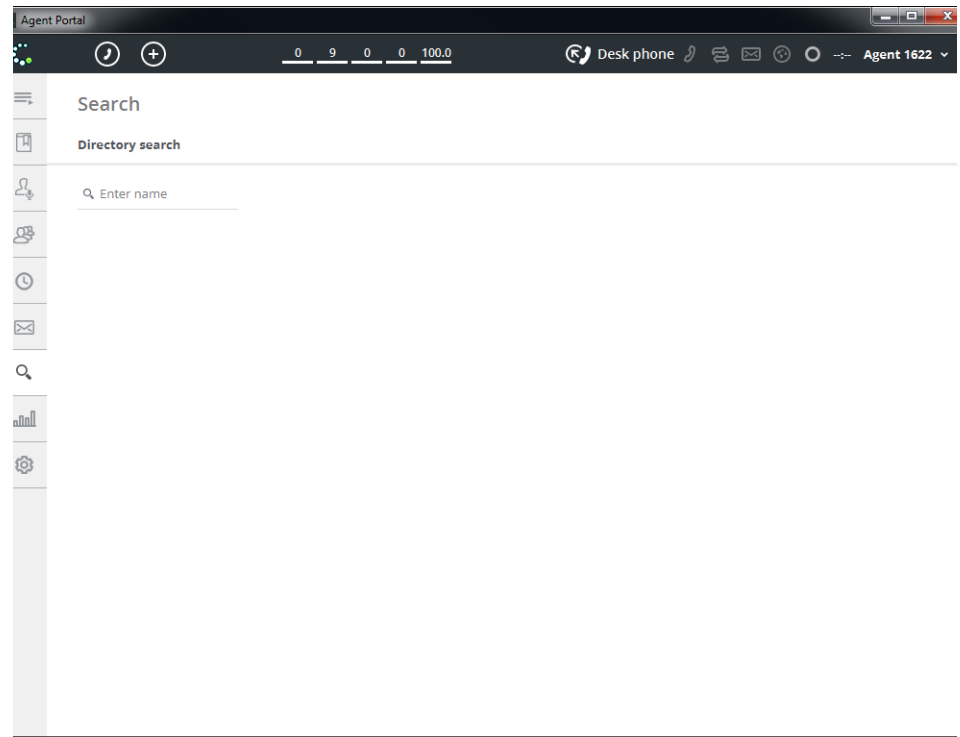 Agent Portal
0 9 0 0 100.0 Desk phone --:-- Agent 1622
Search
Directory search
Enter name